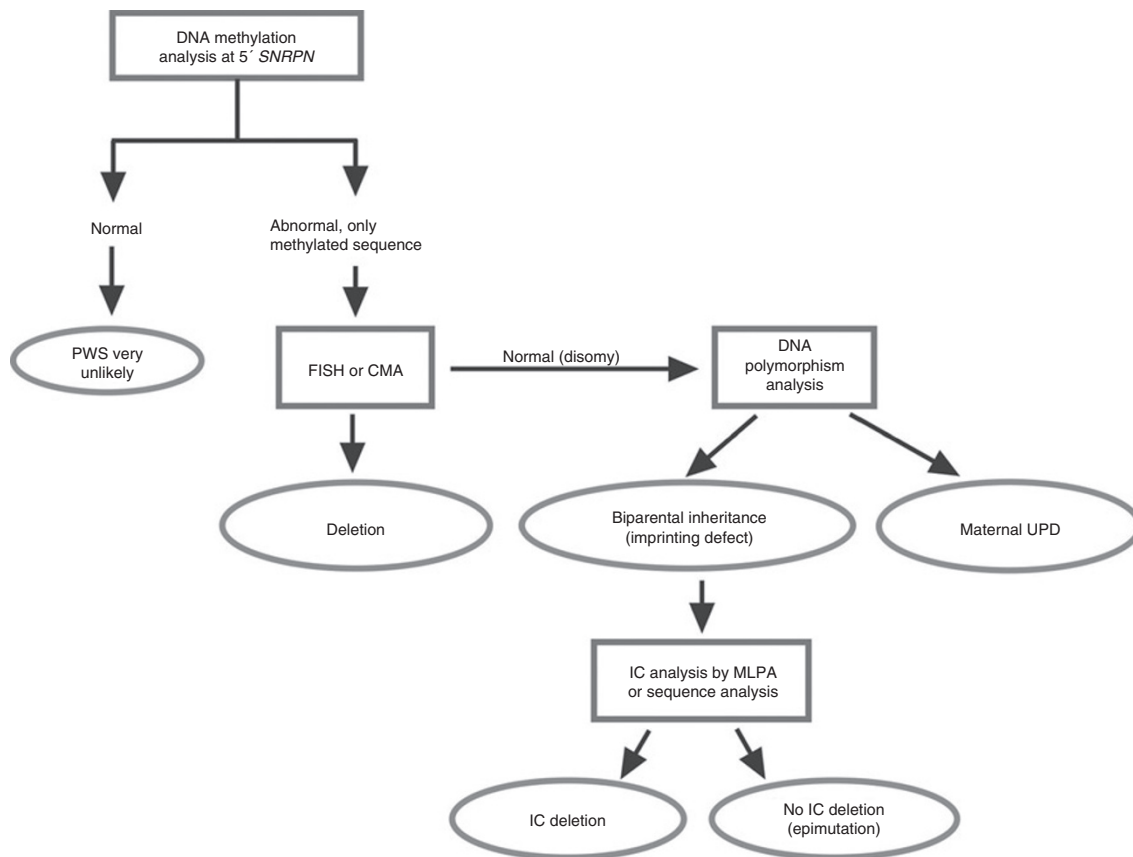 DNA methylation
analysis at 5´ SNRPN
Normal
Abnormal, only
methylated sequence
PWS very
unlikely
FISH or CMA
Normal (disomy)
DNA
polymorphism
analysis
Deletion
Biparental inheritance
(imprinting defect)
Maternal UPD
IC analysis by MLPA
or sequence analysis
IC deletion
No IC deletion
(epimutation)